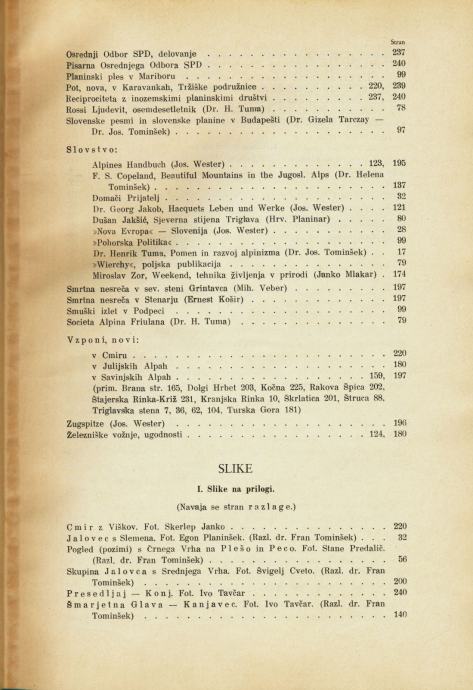 Stran
Osrednji Odbor SPD, delovanje . . . . . . . . . . . . . . . . 237
Pisarna Osrednjega Odbora SPD . . . . . . . . . . . . . . . . 240
Planinski ples v Mariboru . . . . . . . . . . . . . . . . 99
Pot, nova, v Karavankah, Tržiške podružnice . . . . . . . . . . 220, 239
Reciprociteta z inozemskimi planinskimi društvi . . . . . . . . . 237, 240
Rossi Ljudevit, osemdesetletnik (Dr. H. Tuma) . . . . . . . . . . 78
Slovenske pesmi in slovenske planine v Budapešti (Dr. Gizela Tarczay —
Dr. Jos. Tominšek) . . . . . . . . . . . . . . . . 97
Slovstvo:
Alpines Handbuch (Jos. Wester) . . . . . . . . . . . . 123, 195
F. S. Copeland, Beautiful Mountains in the Jugosl. Alps (Dr. Helena
Tominšek) . . . . . . . . . . . . . . . . 137
Domači Prijatelj . . . . . . . . . . . . . . . . 32
Dr. Georg Jakob, Hacquets Leben und Werke (Jos. Wester) . . . . 121
Dušan Jakšić, Sjeverna stijena Triglava (Hrv. Planinar) . . . . . 80
»Nova Evropa« — Slovenija (Jos. Wester) . . . . . . . . . . 28
»Pohorska Politika« . . . . . . . . . . . . . . . . 99
Dr. Henrik Tuma, Pomen in razvoj alpinizma (Dr. Jos. Tominšek) . . 17
»Wierchy«, poljska publikacija . . . . . . . . . . . . . 79
Miroslav Zor, Weekend, tehnika življenja v prirodi (Janko Mlakar) . 174
Smrtna nesreča v sev. steni Grintavca (Mih. Veber) . . . . . . . . 197
Smrtna nesreča v Stenarju (Ernest Košir) . . . . . . . . . . . 197
Smuški izlet v Podpeci . . . . . . . . . . . . . . . . 99
Societa Alpina Friulana (Dr. H. Tuma) . . . . . . . . . . . . 79
Vzponi, novi:
v Cmiru . . . . . . . . . . . . . . . . 220
v Julijskih Alpah . . . . . . . . . . . . . . . . 180
v Savinjskih Alpah . . . . . . . . . . . . . . 159, 197
(prim. Brana str. 165, Dolgi Hrbet 203, Kočna 225, Rakova Špica 202,
Štajerska Rinka-Križ 231, Kranjska Rinka 10, Škrlatica 201, Štruca 88,
Triglavska stena 7, 36, 62, 104, Turska Gora 181)
Zugspitze (Jos. Wester) . . . . . . . . . . . . . . . . 196
Železniške vožnje, ugodnosti . . . . . . . . . . . . . . 124, 180
SLIKE
I. Slike na prilogi.
(Navaja se stran razlage.)
Cmir z Viškov. Fot. Skerlep Janko . . . . . . . . . . . . . . 220
Jalovec s Slemena. Fot. Egon Planinšek. (Razl. dr. Fran Tominšek) . . . 32
Pogled (pozimi) s Črnega Vrha na Plešo in Peco. Fot. Stane Predalič.
(Razl. dr. Fran Tominšek) . . . . . . . . . . . . . . 56
Skupina Jalovca s Srednjega Vrha. Fot. Švigelj Cveto. (Razl. dr. Fran
Tominšek) . . . . . . . . . . . . . . . . 200
Presedljaj — Konj. Fot. Ivo Tavčar . . . . . . . . . . . . . 240
Šmarjetna Glava — Kanjavec. Fot. Ivo Tavčar. (Razl. dr. Fran
Tominšek) . . . . . . . . . . . . . . . . 140